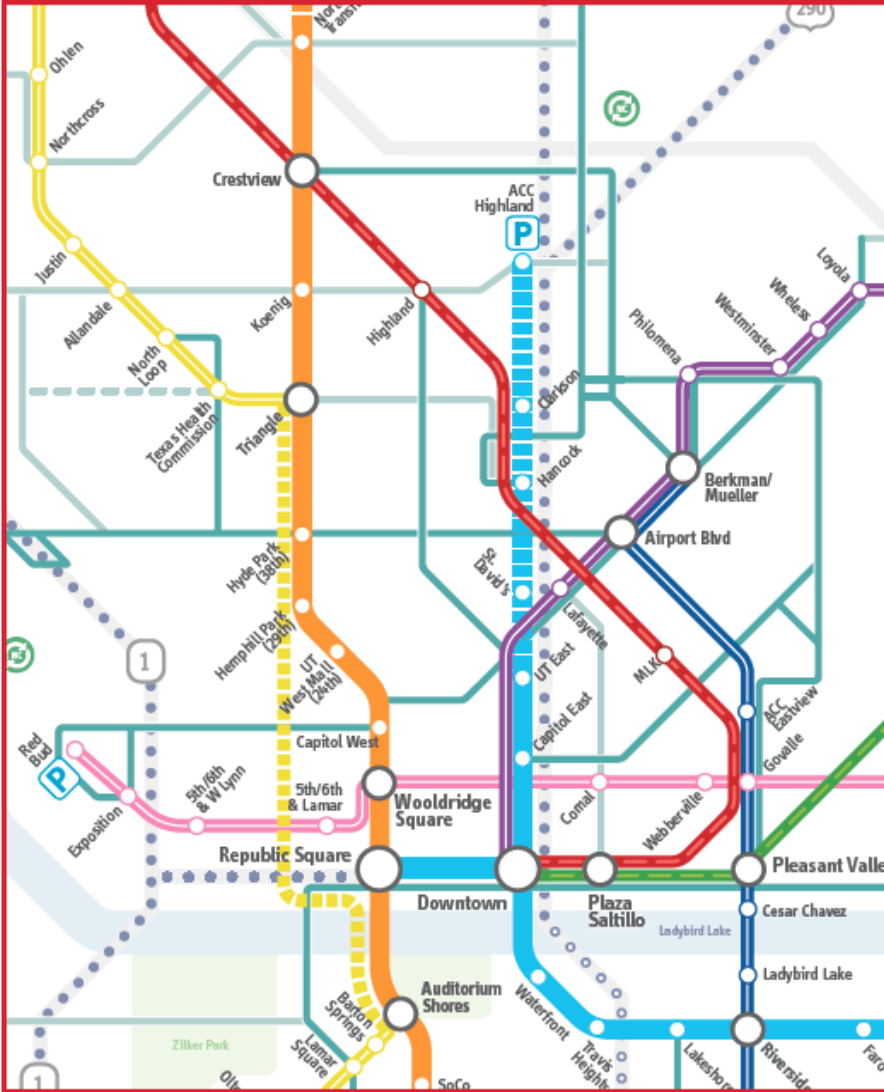 290
Ohlen
Northcross
Crestview
ACC
Highland
P
Justin
Allandale
North
Loop
Texas Health
Commission
Koenig
Highland
Triangle
Clarkson
Hancock
Philomena
Westminster
Wheless
Loyola
Berkman/
Mueller
Airport Blvd
Hyde Park
(38th)
Hemphill Park
(29th)
UT
West Mall
(24th)
St.
David's
Lafayette
MLK
UT East
Capitol East
ACC
Eastview
Govalle
1
Red
Bud
P
Exposition
5th/6th
& W Lynn
5th/6th
& Lamar
Capitol West
Wooldridge
Square
Comal
Webberville
Republic Square
Downtown
Plaza
Saltillo
Pleasant Valle
Cesar Chavez
Ladybird Lake
Ladybird Lake
Auditorium
Shores
Barton
Springs
Lamar
Square
Zilker Park
Waterfront
Travis
Heights
Lakeshor
Riverside
Faro
SoCo
Olt
1